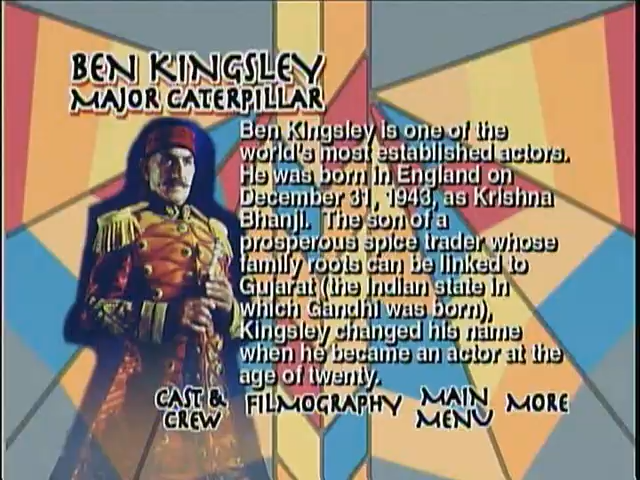 BEN KINGSLEY
MAJOR CATERPILLAR
Ben Kingsley is one of the
world's most established actors.
He was born in England on
December 31, 1943, as Krishna
Bhanji. The son of a
prosperous spice trader whose
family roots can be linked to
Gujarat (the Indian state in
which Gandhi was born),
Kingsley changed his name
when he became an actor at the
age of twenty.
CAST & CREW
FILMOGRAPHY
MAIN MENU
MORE